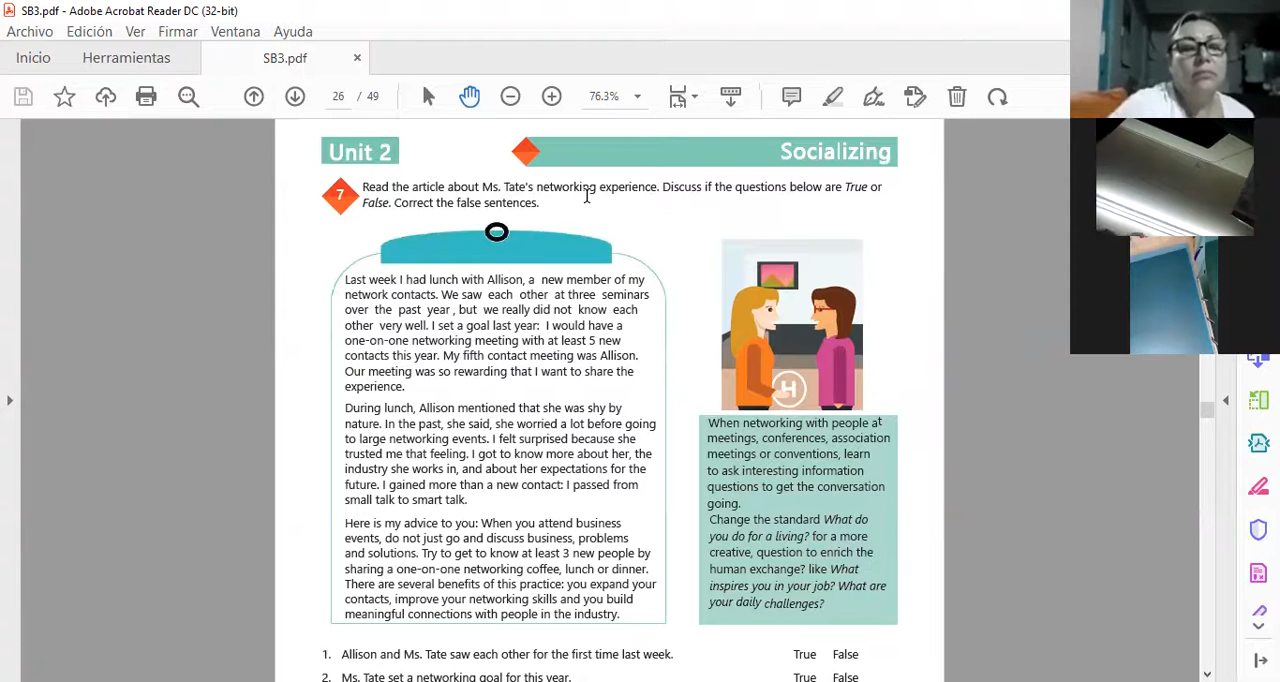 SB3.pdf - Adobe Acrobat Reader DC (32-bit)
Archivo Edición Ver Firmar Ventana Ayuda
Inicio Herramientas SB3.pdf ×
26 / 49 76.3%
Unit 2
Socializing
7
Read the article about Ms. Tate's networking experience. Discuss if the questions below are True or
False. Correct the false sentences.
Last week I had lunch with Allison, a new member of my
network contacts. We saw each other at three seminars
over the past year , but we really did not know each
other very well. I set a goal last year: I would have a
one-on-one networking meeting with at least 5 new
contacts this year. My fifth contact meeting was Allison.
Our meeting was so rewarding that I want to share the
experience.
During lunch, Allison mentioned that she was shy by
nature. In the past, she said, she worried a lot before going
to large networking events. I felt surprised because she
trusted me that feeling. I got to know more about her, the
industry she works in, and about her expectations for the
future. I gained more than a new contact: I passed from
small talk to smart talk.
Here is my advice to you: When you attend business
events, do not just go and discuss business, problems
and solutions. Try to get to know at least 3 new people by
sharing a one-on-one networking coffee, lunch or dinner.
There are several benefits of this practice: you expand your
contacts, improve your networking skills and you build
meaningful connections with people in the industry.
H
When networking with people at
meetings, conferences, association
meetings or conventions, learn
to ask interesting information
questions to get the conversation
going.
Change the standard What do
you do for a living? for a more
creative, question to enrich the
human exchange? like What
inspires you in your job? What are
your daily challenges?
1. Allison and Ms. Tate saw each other for the first time last week. True False
2. Ms. Tate set a networking goal for this year. True False